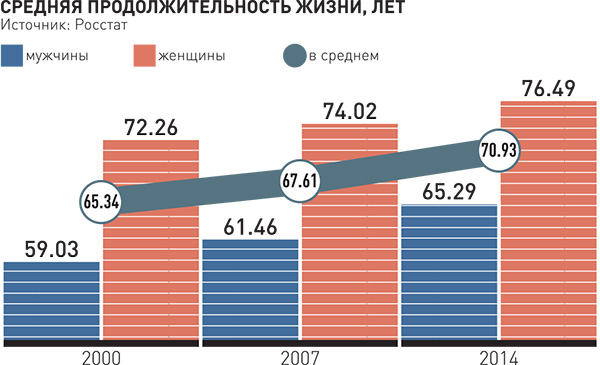 СРЕДНЯЯ ПРОДОЛЖИТЕЛЬНОСТЬ ЖИЗНИ, ЛЕТ
Источник: Росстат
мужчины женщины в среднем
59.03 72.26 65.34
61.46 74.02 67.61
65.29 76.49 70.93
2000 2007 2014